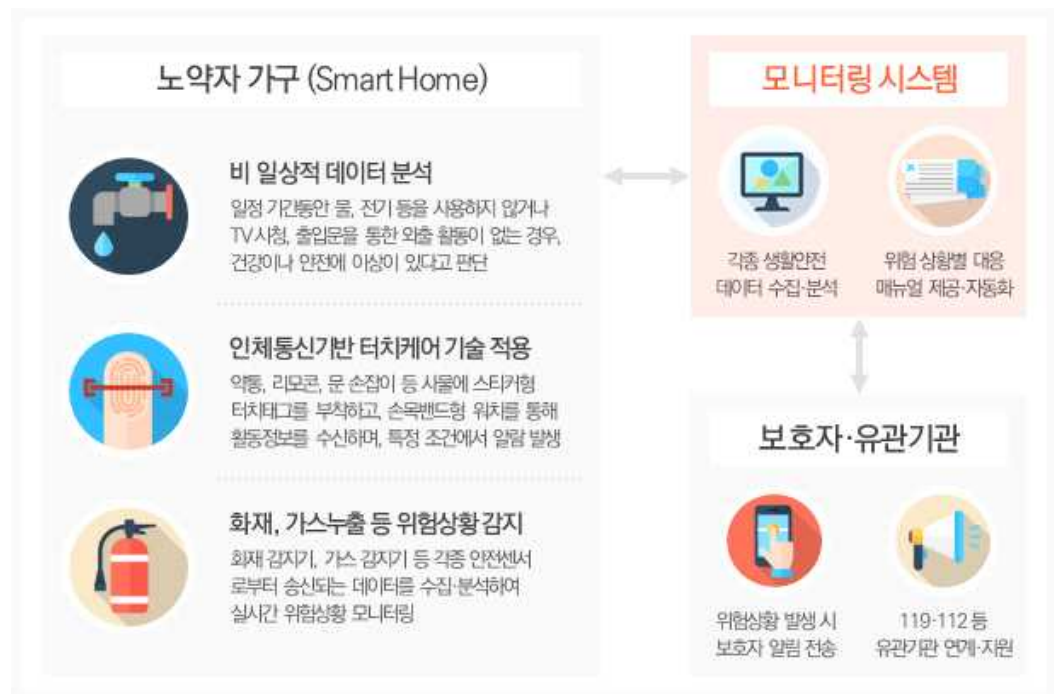 노약자 가구 (Smart Home)
비 일상적 데이터 분석
일정 기간동안 물, 전기 등을 사용하지 않거나
TV시청, 출입문을 통한 외출 활동이 없는 경우,
건강이나 안전에 이상이 있다고 판단
인체통신기반 터치케어 기술 적용
약통, 리모콘, 문 손잡이 등 사물에 스티커형
터치태그를 부착하고, 손목밴드형 워치를 통해
활동정보를 수신하며, 특정 조건에서 알람 발생
화재, 가스누출 등 위험상황 감지
화재 감지기, 가스 감지기 등 각종 안전센서
로부터 송신되는 데이터를 수집·분석하여
실시간 위험상황 모니터링
모니터링 시스템
각종 생활안전
데이터 수집·분석
위험 상황별 대응
매뉴얼 제공·자동화
보호자·유관기관
위험상황 발생 시
보호자 알림 전송
119·112 등
유관기관 연계·지원